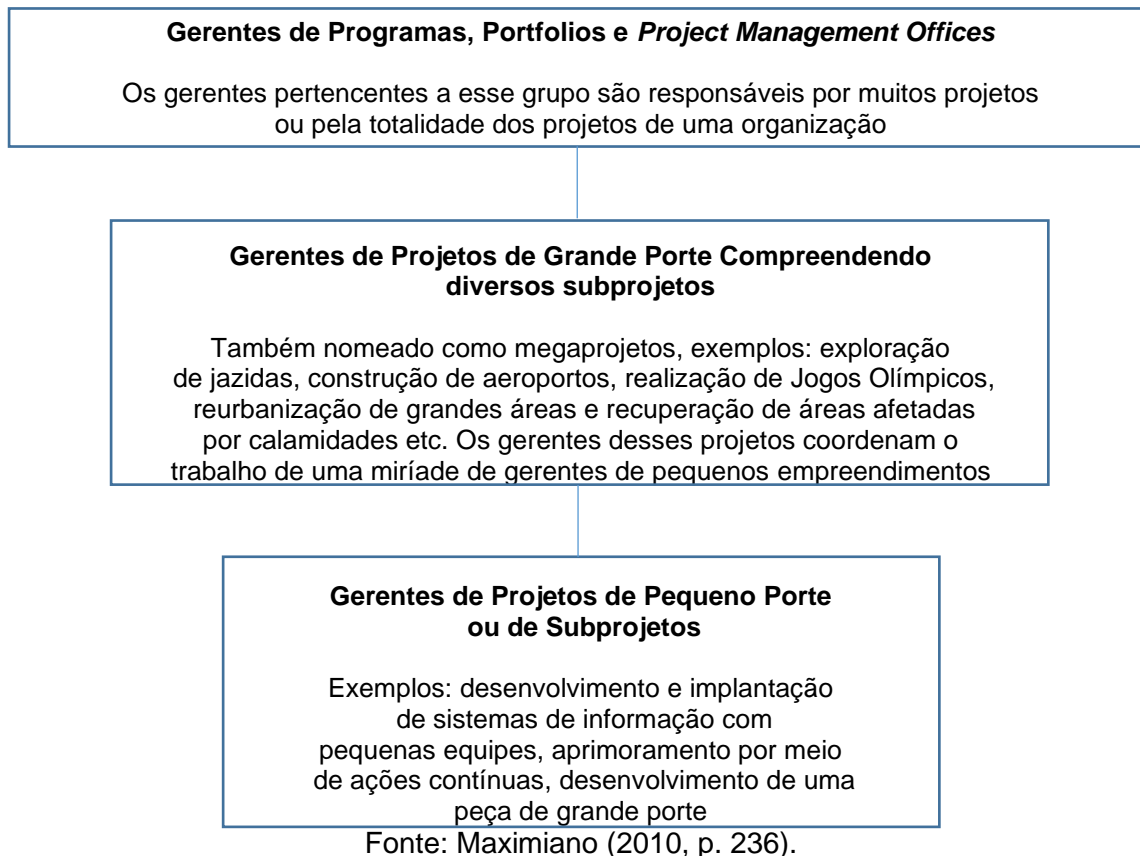 Gerentes de Programas, Portfolios e Project Management Offices
Os gerentes pertencentes a esse grupo são responsáveis por muitos projetos
ou pela totalidade dos projetos de uma organização
Gerentes de Projetos de Grande Porte Compreendendo
diversos subprojetos
Também nomeado como megaprojetos, exemplos: exploração
de jazidas, construção de aeroportos, realização de Jogos Olímpicos,
reurbanização de grandes áreas e recuperação de áreas afetadas
por calamidades etc. Os gerentes desses projetos coordenam o
trabalho de uma miríade de gerentes de pequenos empreendimentos
Gerentes de Projetos de Pequeno Porte
ou de Subprojetos
Exemplos: desenvolvimento e implantação
de sistemas de informação com
pequenas equipes, aprimoramento por meio
de ações contínuas, desenvolvimento de uma
peça de grande porte
Fonte: Maximiano (2010, p. 236).